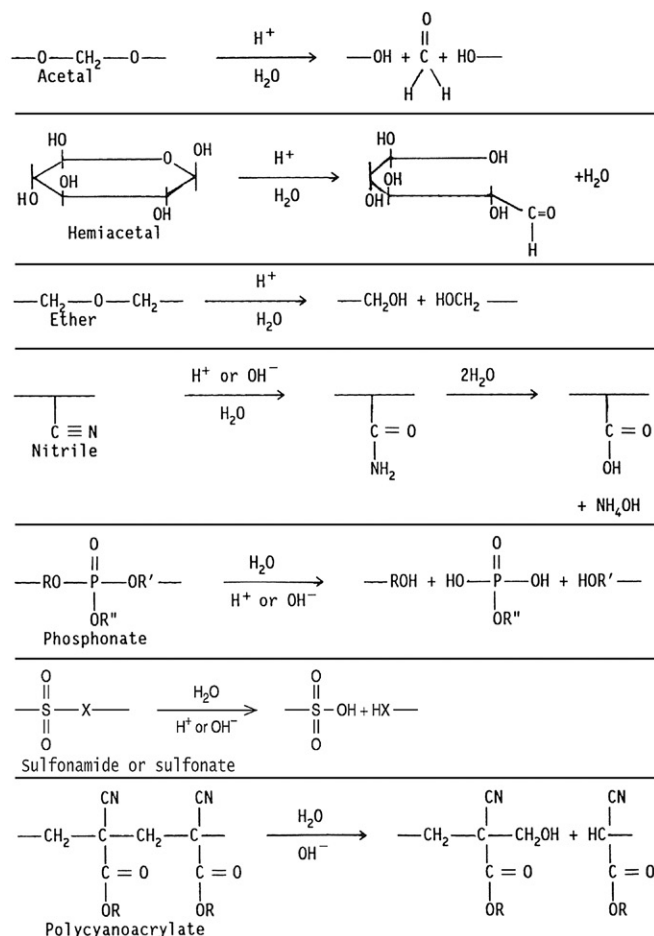 —O—CH₂—O— H⁺ H₂O —OH + C + HO—
O
H H
Acetal
HO O OH HO OH HO OH H⁺ H₂O HO OH OH OH C=O H +H₂O
Hemiacetal
—CH₂—O—CH₂— H⁺ H₂O —CH₂OH + HOCH₂—
Ether
H⁺ or OH⁻ H₂O 2H₂O
C≡N C=O C=O
Nitrile NH₂ OH
+ NH₄OH
O H₂O O
—RO—P—OR′— H⁺ or OH⁻ —ROH + HO—P—OH + HOR′—
OR″ OR″
Phosphonate
O H₂O O
—S—X— H⁺ or OH⁻ —S—OH + HX—
O O
Sulfonamide or sulfonate
CN CN H₂O CN CN
—CH₂—C—CH₂—C— OH⁻ —CH₂—C—CH₂OH + HC—
C=O C=O C=O C=O
OR OR OR OR
Polycyanoacrylate